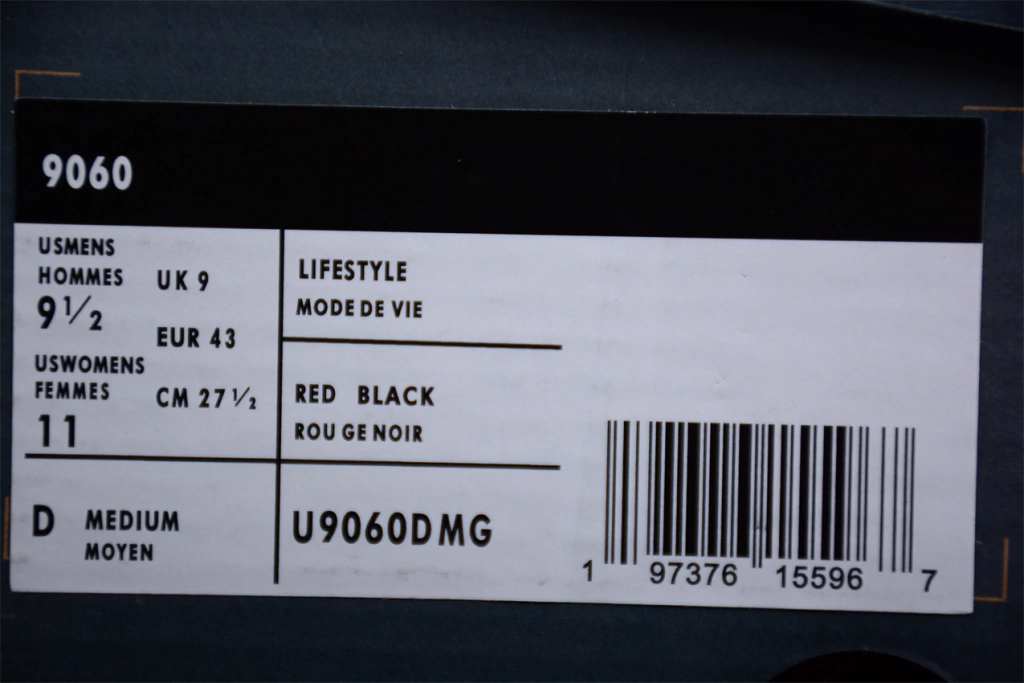 9060
USMENS
HOMMES
9 1/2
UK 9
EUR 43
USWOMENS
FEMMES
11
CM 27 1/2
LIFESTYLE
MODE DE VIE
RED BLACK
ROU GE NOIR
D MEDIUM
MOYEN
U9060DMG
1 97376 15596 7